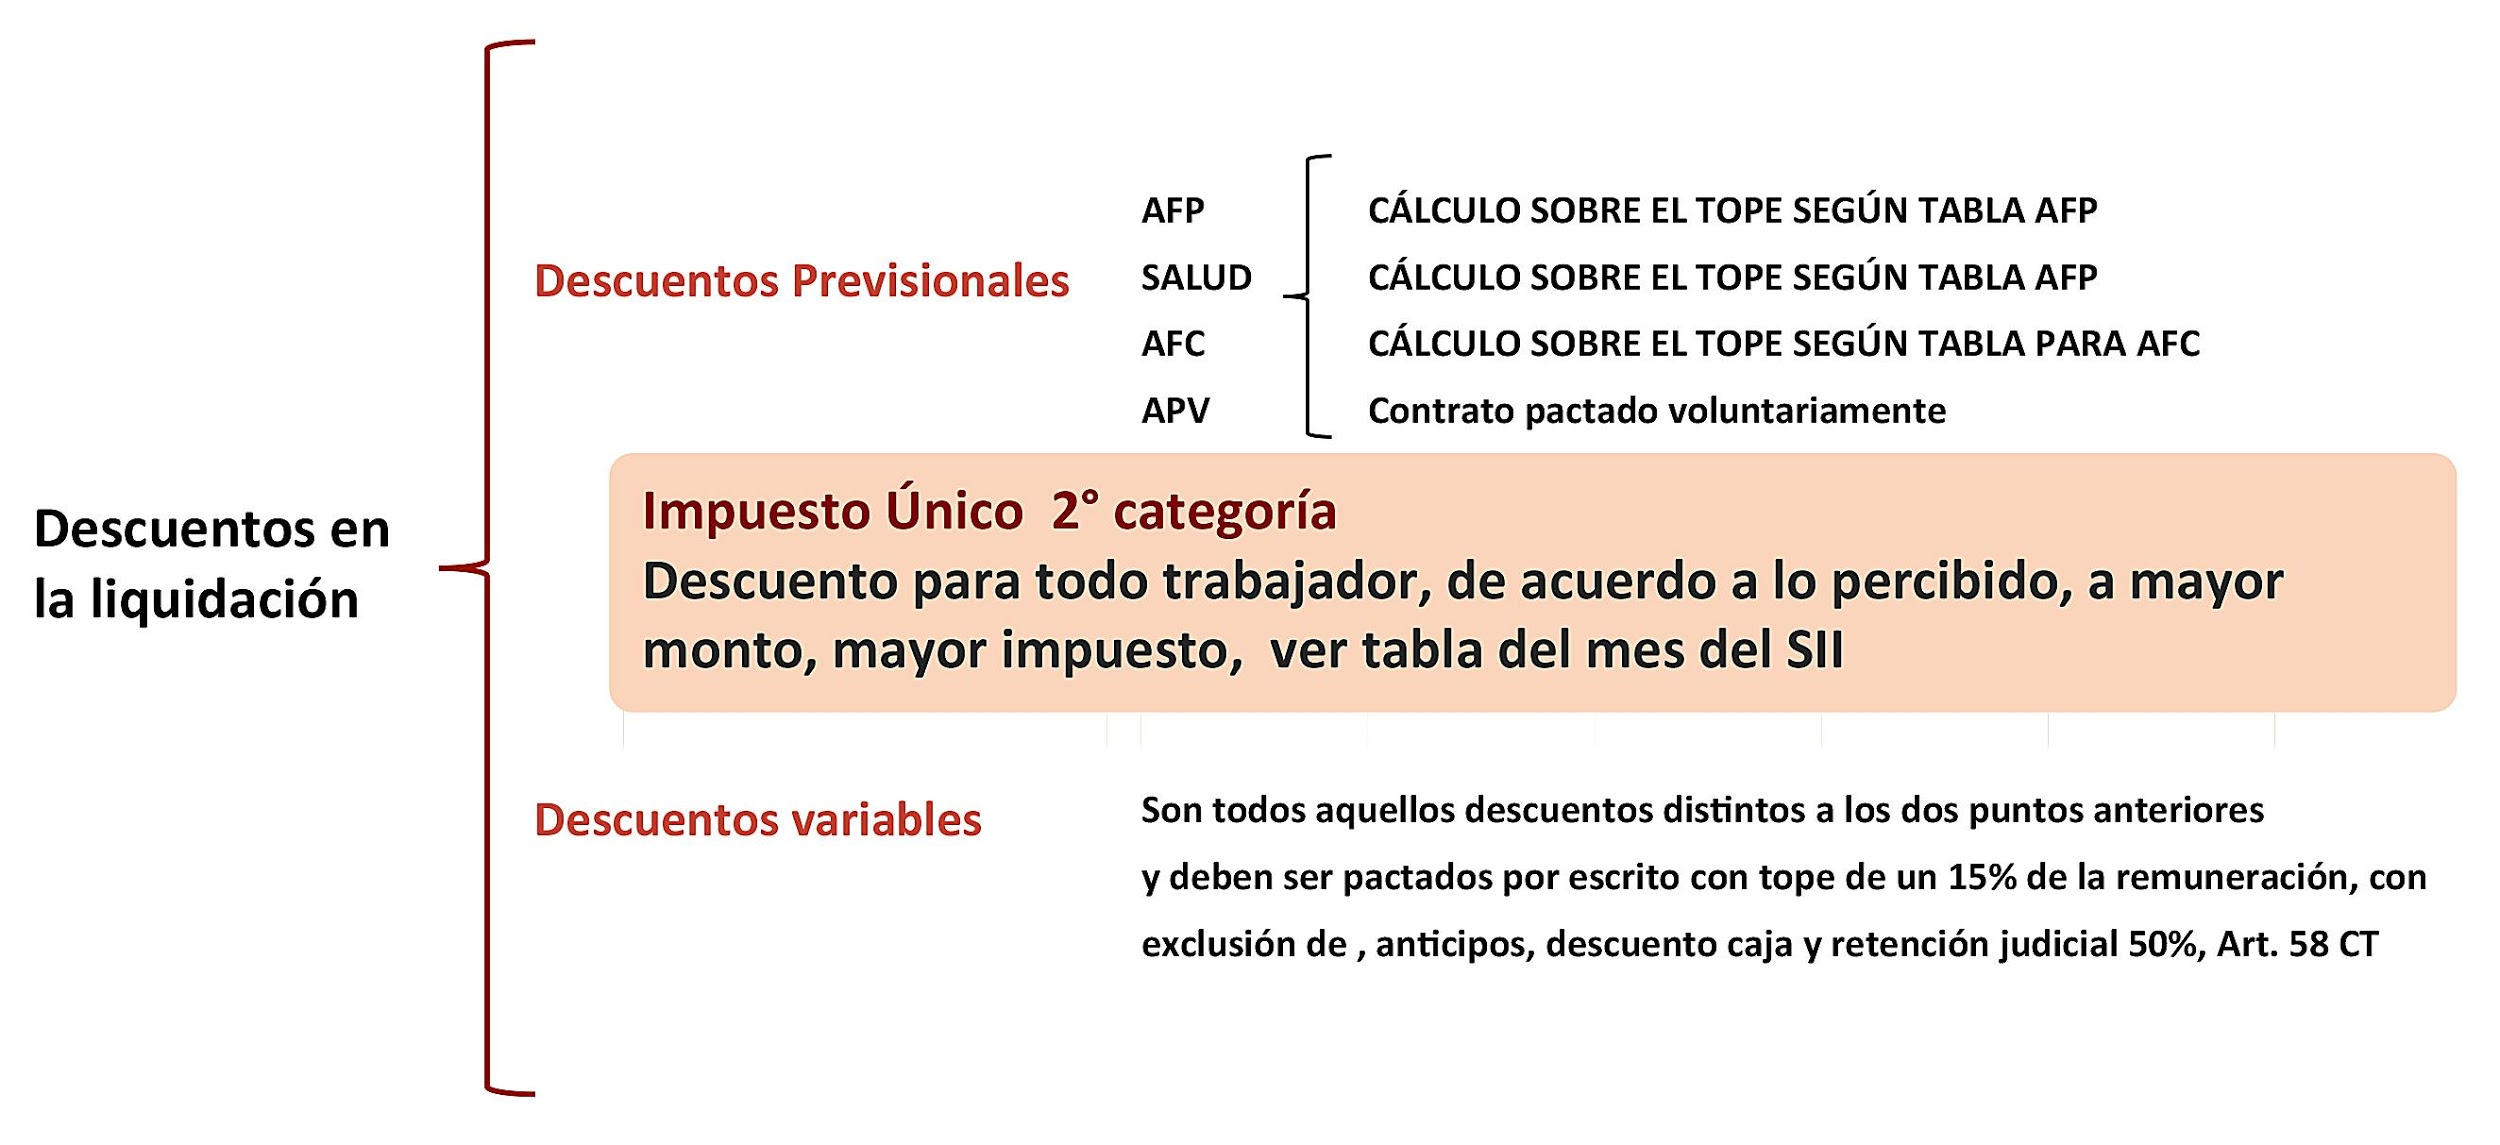 Descuentos en
la liquidación
Descuentos Previsionales
AFP CÁLCULO SOBRE EL TOPE SEGÚN TABLA AFP
SALUD CÁLCULO SOBRE EL TOPE SEGÚN TABLA AFP
AFC CÁLCULO SOBRE EL TOPE SEGÚN TABLA PARA AFC
APV Contrato pactado voluntariamente
Impuesto Único 2° categoría
Descuento para todo trabajador, de acuerdo a lo percibido, a mayor
monto, mayor impuesto, ver tabla del mes del SII
Descuentos variables
Son todos aquellos descuentos distintos a los dos puntos anteriores
y deben ser pactados por escrito con tope de un 15% de la remuneración, con
exclusión de , anticipos, descuento caja y retención judicial 50%, Art. 58 CT